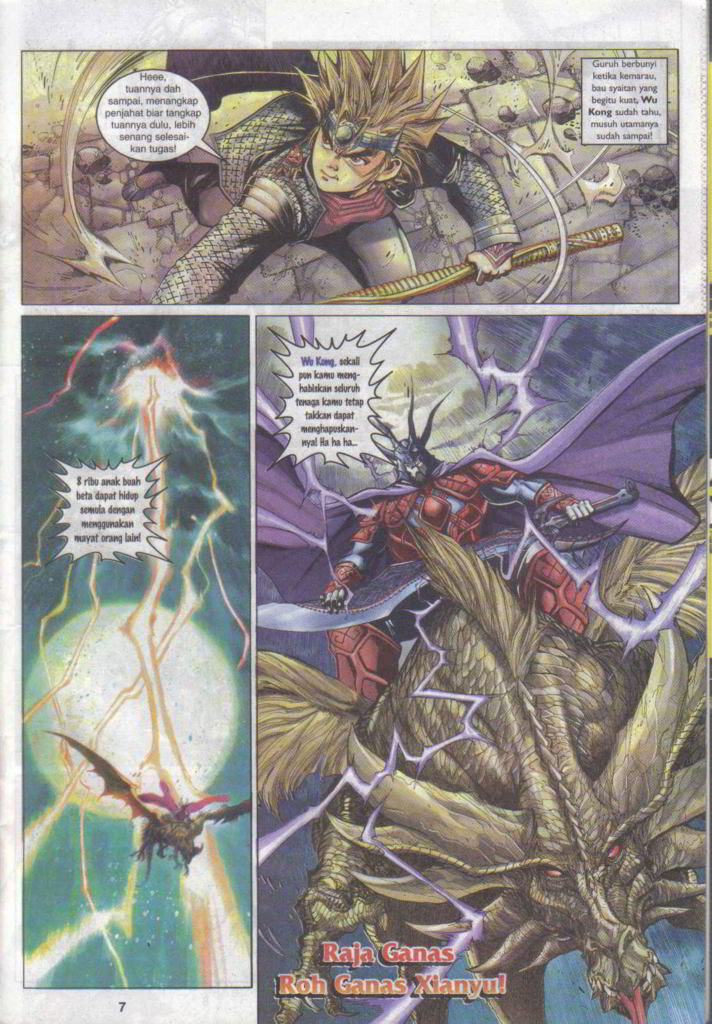 Heee,
tuannya dah
sampai, menangkap
penjahat biar tangkap
tuannya dulu, lebih
senang selesai-
kan tugas!
Guruh berbunyi
ketika kemarau,
bau syaitan yang
begitu kuat, Wu
Kong sudah tahu,
musuh utamanya
sudah sampai!
8 ribu anak buah
beta dapat hidup
semula dengan
menggunakan
mayat orang lain!
Wu Kong, sekali
pun kamu meng-
habiskan seluruh
tenaga kamu tetap
takkan dapat
menghapuskan-
nya! Ha ha ha...
Raja Ganas
Roh Ganas Xianyu!
7